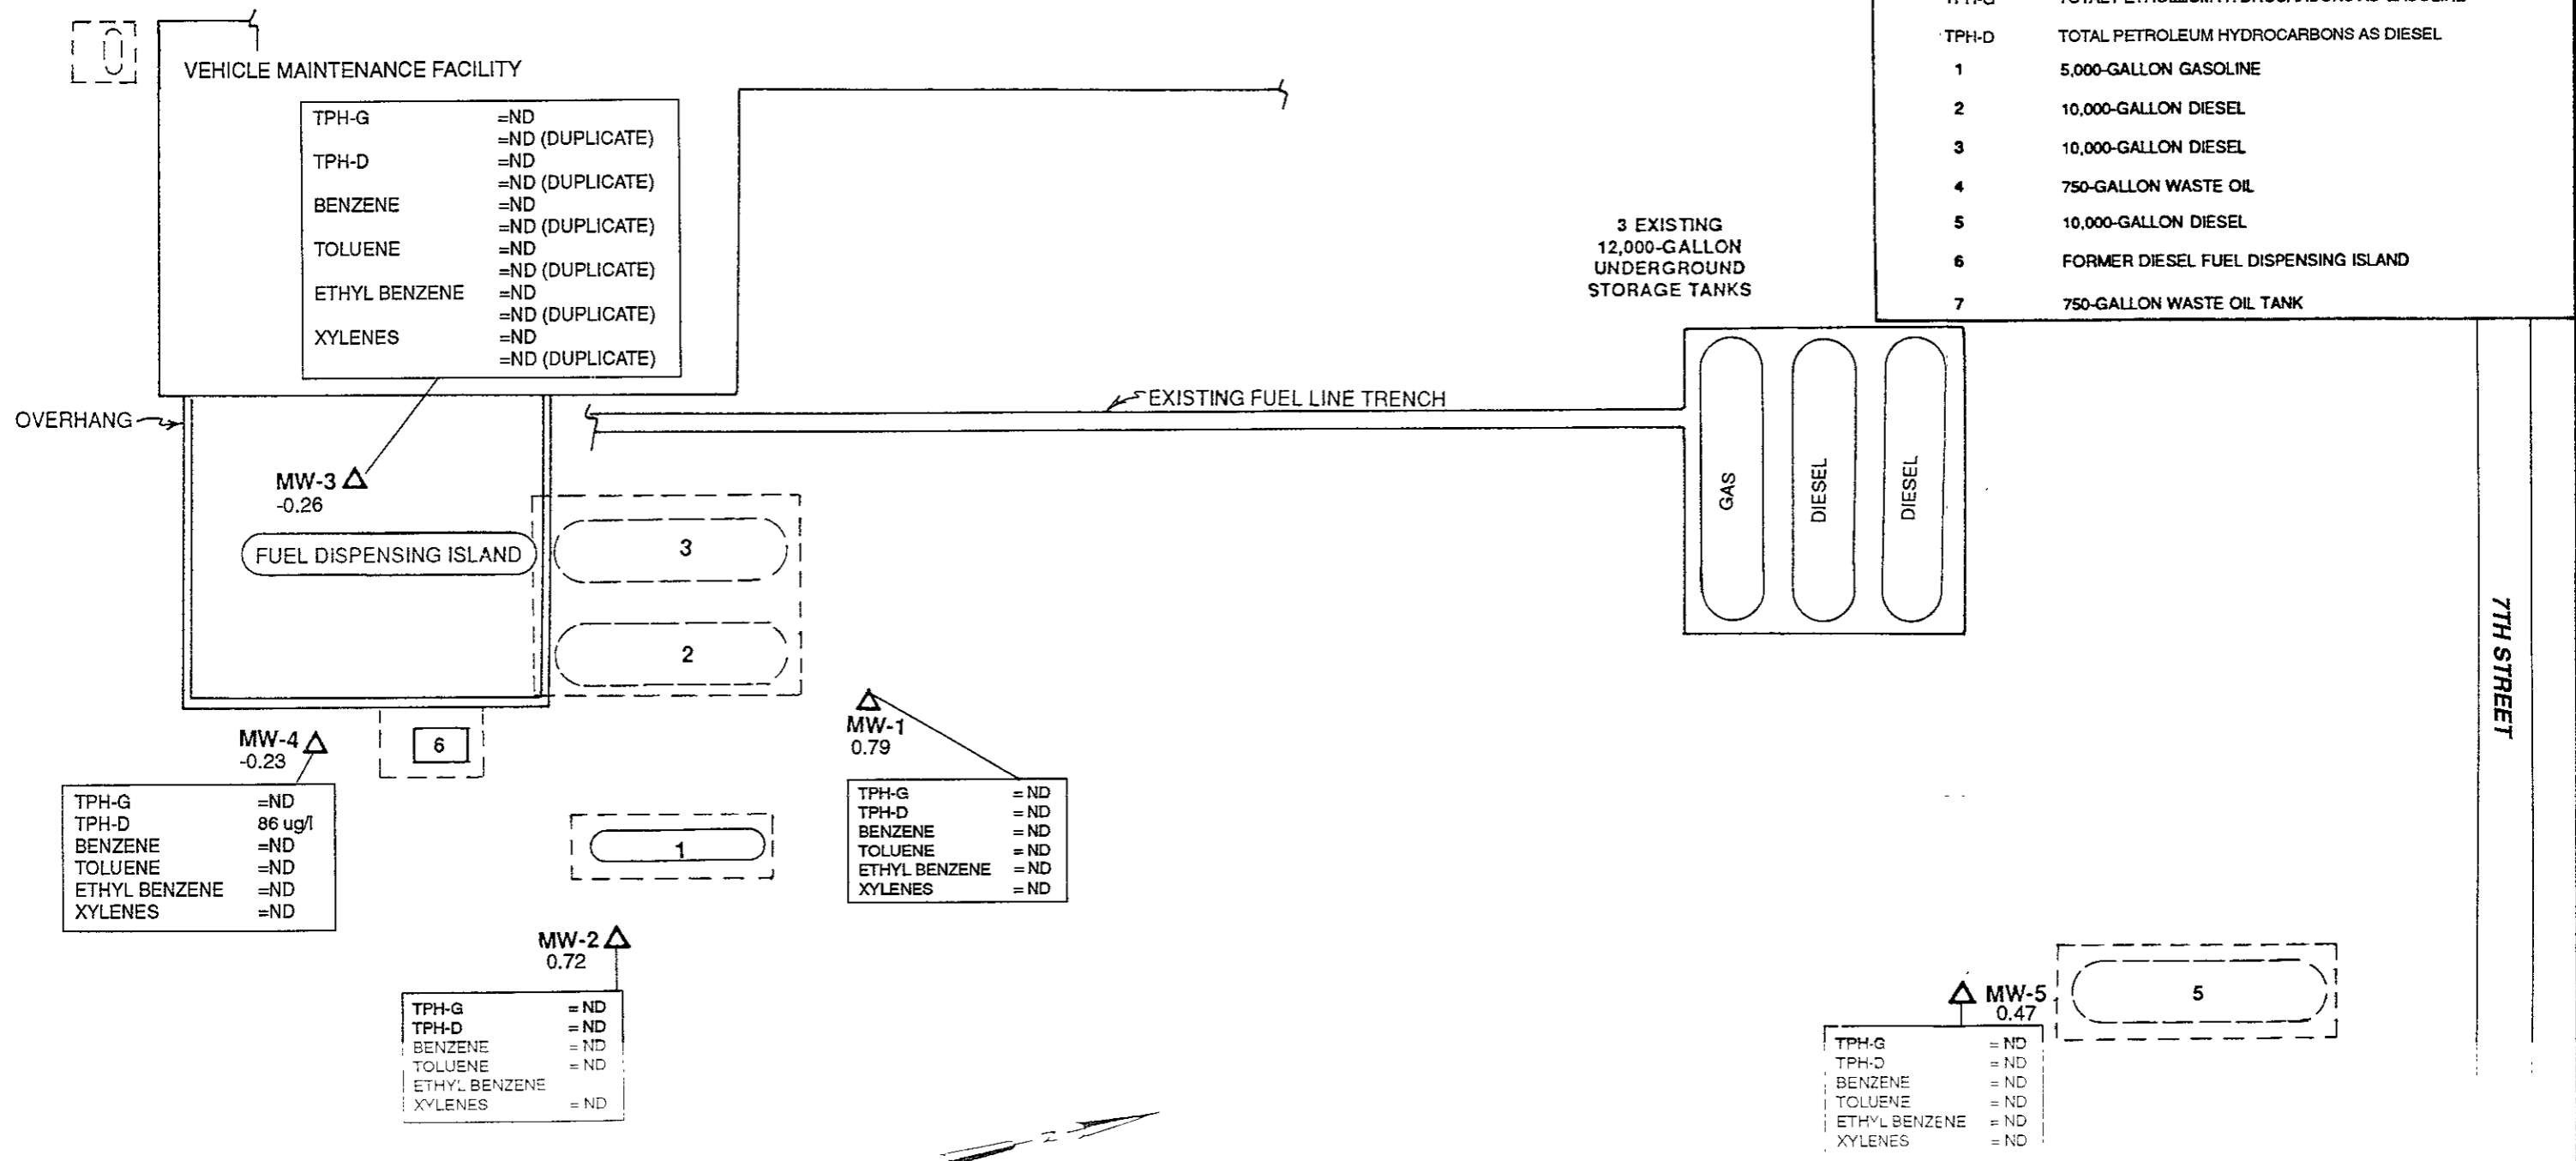 TPH-G TOTAL PETROLEUM HYDROCARBONS AS GASOLINE
TPH-D TOTAL PETROLEUM HYDROCARBONS AS DIESEL
1 5,000-GALLON GASOLINE
2 10,000-GALLON DIESEL
3 10,000-GALLON DIESEL
4 750-GALLON WASTE OIL
5 10,000-GALLON DIESEL
6 FORMER DIESEL FUEL DISPENSING ISLAND
7 750-GALLON WASTE OIL TANK
VEHICLE MAINTENANCE FACILITY
TPH-G =ND
=ND (DUPLICATE)
TPH-D =ND
=ND (DUPLICATE)
BENZENE =ND
=ND (DUPLICATE)
TOLUENE =ND
=ND (DUPLICATE)
ETHYL BENZENE =ND
=ND (DUPLICATE)
XYLENES =ND
=ND (DUPLICATE)
3 EXISTING
12,000-GALLON
UNDERGROUND
STORAGE TANKS
OVERHANG
EXISTING FUEL LINE TRENCH
GAS
DIESEL
DIESEL
MW-3
-0.26
FUEL DISPENSING ISLAND
3
2
7TH STREET
MW-4
-0.23
6
MW-1
0.79
TPH-G =ND
TPH-D 86 ug/l
BENZENE =ND
TOLUENE =ND
ETHYL BENZENE =ND
XYLENES =ND
1
TPH-G = ND
TPH-D = ND
BENZENE = ND
TOLUENE = ND
ETHYL BENZENE = ND
XYLENES = ND
MW-2
0.72
TPH-G = ND
TPH-D = ND
BENZENE = ND
TOLUENE = ND
ETHYL BENZENE
XYLENES = ND
MW-5
0.47
5
TPH-G = ND
TPH-D = ND
BENZENE = ND
TOLUENE = ND
ETHYL BENZENE = ND
XYLENES = ND
Z